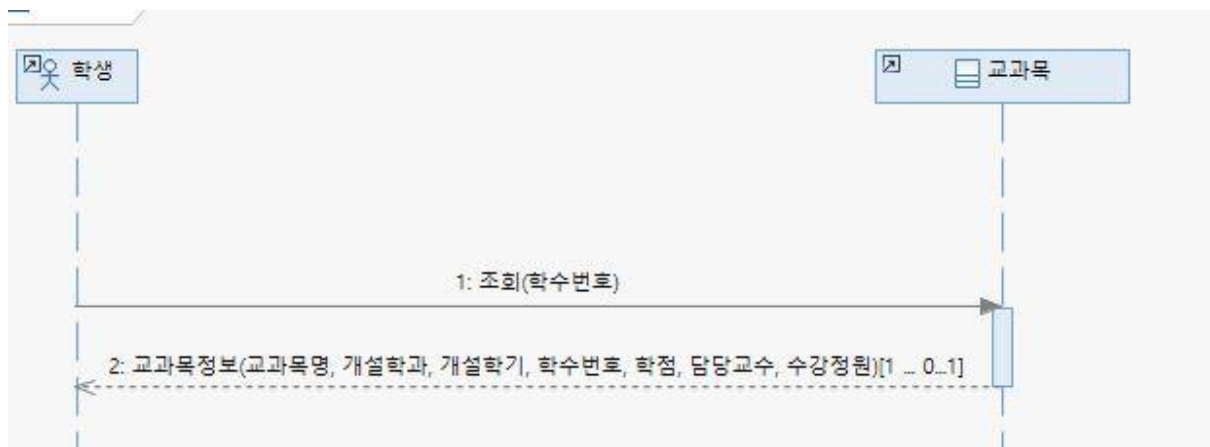 학생
교과목
1: 조회(학수번호)
2: 교과목정보(교과목명, 개설학과, 개설학기, 학수번호, 학점, 담당교수, 수강정원)[1 ... 0...1]